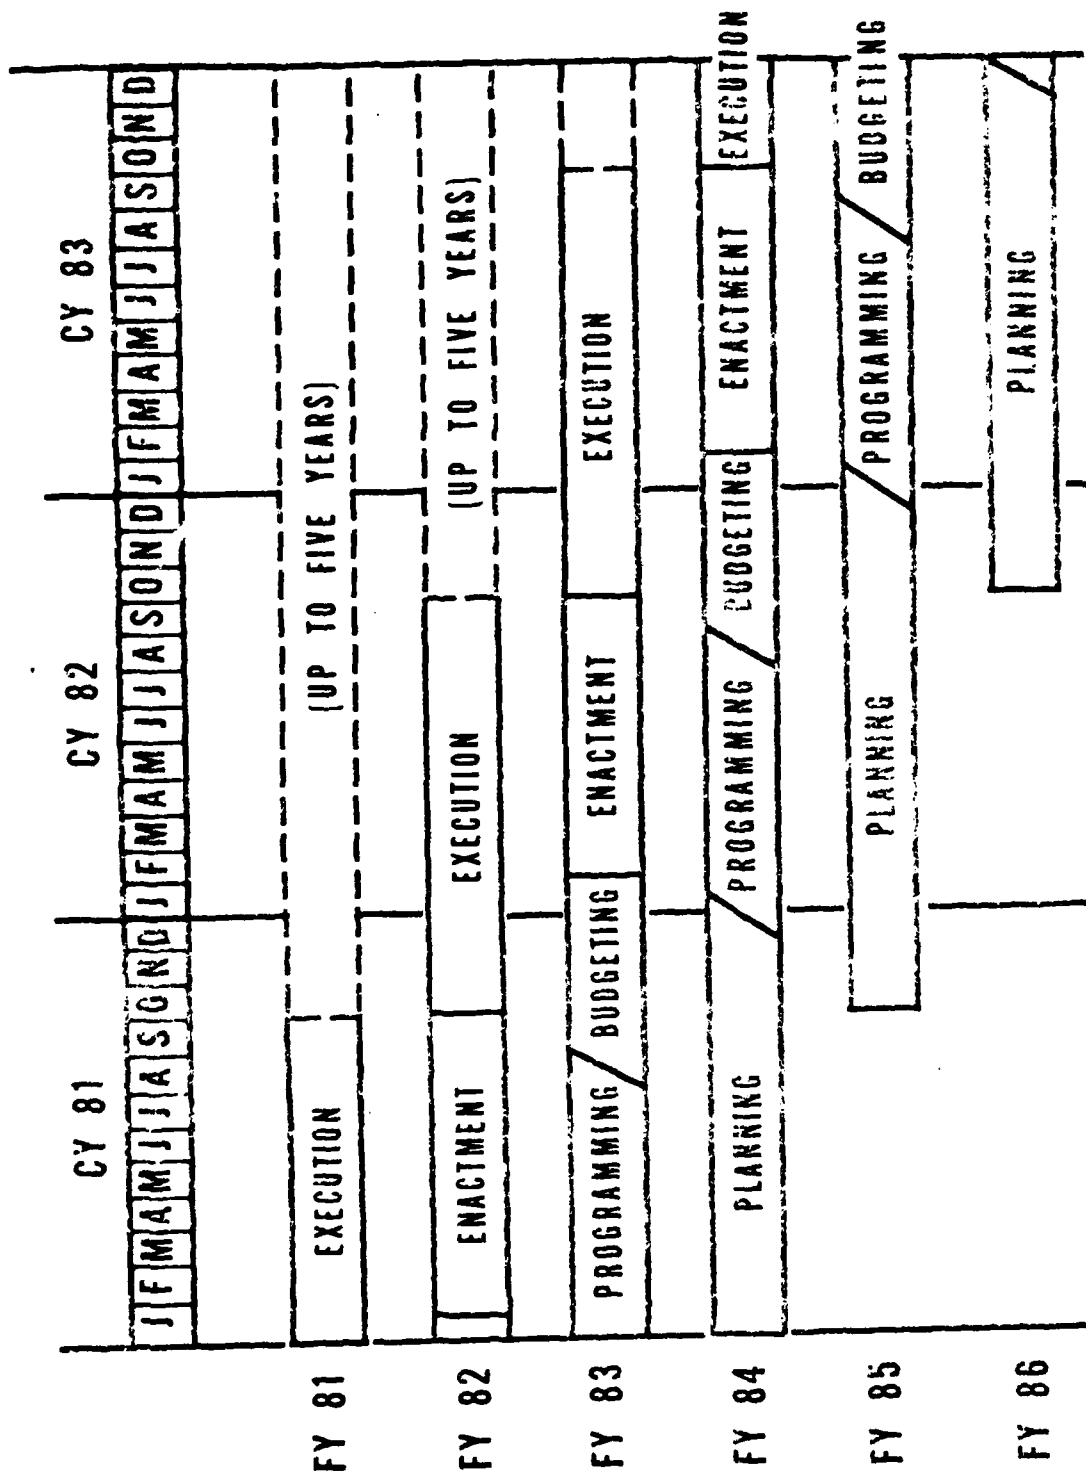 CY 81 CY 82 CY 83
J F M A M J J A S O N D J F M A M J J A S O N D J F M A M J J A S O N D
FY 81 EXECUTION (UP TO FIVE YEARS)
FY 82 ENACTMENT EXECUTION (UP TO FIVE YEARS)
FY 83 PROGRAMMING BUDGETING ENACTMENT EXECUTION
FY 84 PLANNING PROGRAMMING BUDGETING ENACTMENT EXECUTION
FY 85 PLANNING PROGRAMMING BUDGETING
FY 86 PLANNING